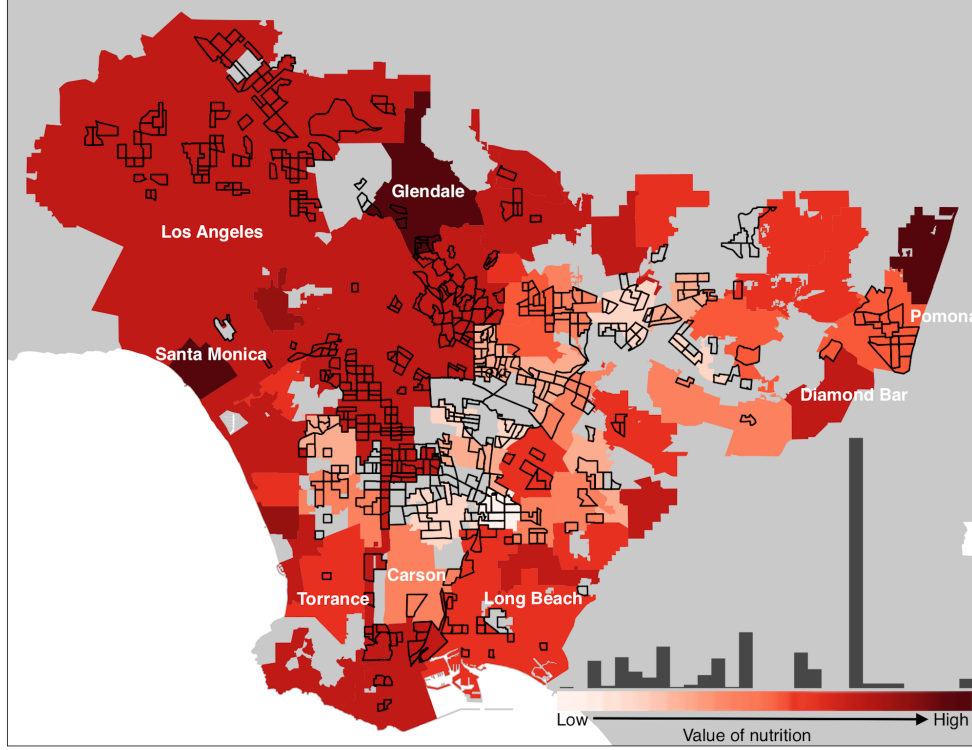 Glendale
Los Angeles
Pomona
Santa Monica
Diamond Bar
Carson
Torrance
Long Beach
Low High
Value of nutrition